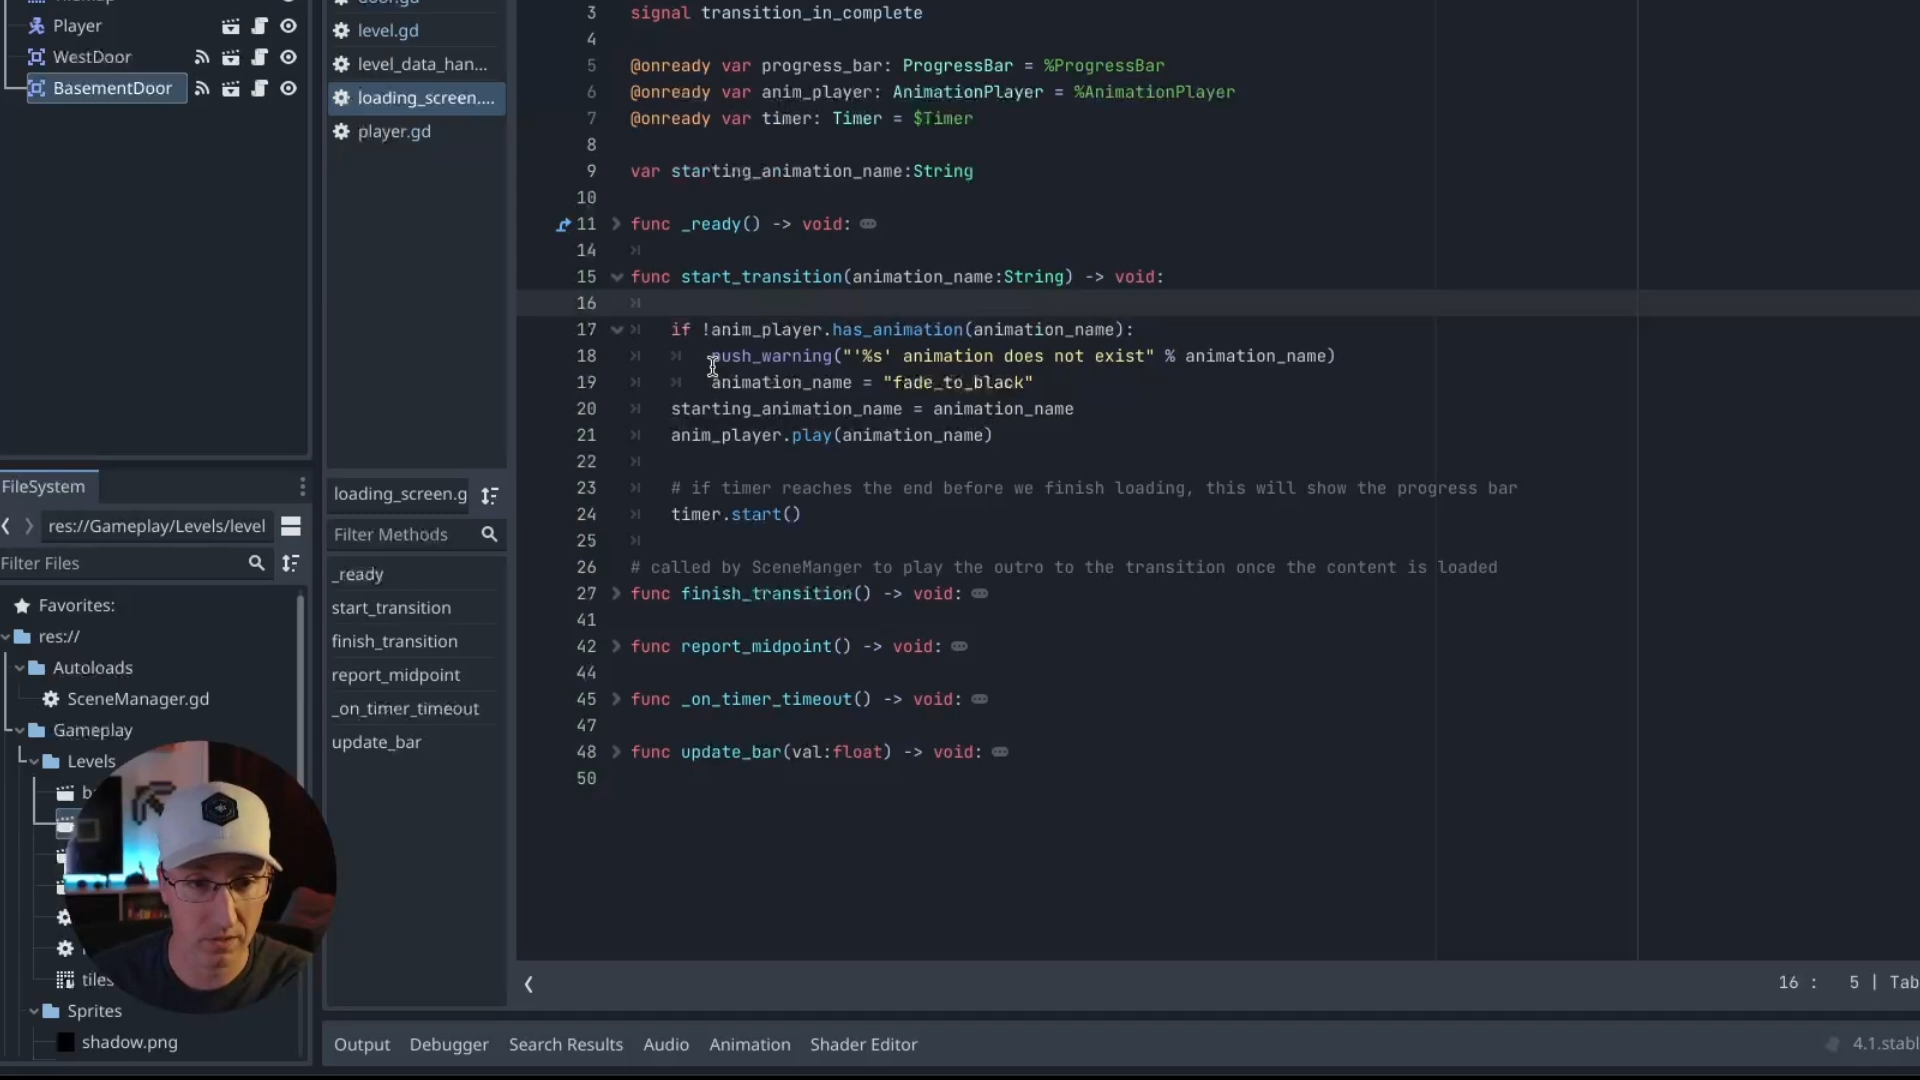 Player
WestDoor
BasementDoor
level.gd
level_data_han...
loading_screen....
player.gd
loading_screen.g
Filter Methods
_ready
start_transition
finish_transition
report_midpoint
_on_timer_timeout
update_bar
FileSystem
res://Gameplay/Levels/level
Filter Files
Favorites:
res://
Autoloads
SceneManager.gd
Gameplay
Levels
b
tiles
Sprites
shadow.png
3 signal transition_in_complete
4
5 @onready var progress_bar: ProgressBar = %ProgressBar
6 @onready var anim_player: AnimationPlayer = %AnimationPlayer
7 @onready var timer: Timer = $Timer
8
9 var starting_animation_name:String
10
11 func _ready() -> void:
14
15 func start_transition(animation_name:String) -> void:
16
17 if !anim_player.has_animation(animation_name):
18 push_warning("'%s' animation does not exist" % animation_name)
19 animation_name = "fade_to_black"
20 starting_animation_name = animation_name
21 anim_player.play(animation_name)
22
23 # if timer reaches the end before we finish loading, this will show the progress bar
24 timer.start()
25
26 # called by SceneManger to play the outro to the transition once the content is loaded
27 func finish_transition() -> void:
41
42 func report_midpoint() -> void:
44
45 func _on_timer_timeout() -> void:
47
48 func update_bar(val:float) -> void:
50
16 : 5 | Tab
Output Debugger Search Results Audio Animation Shader Editor
4.1.stabl